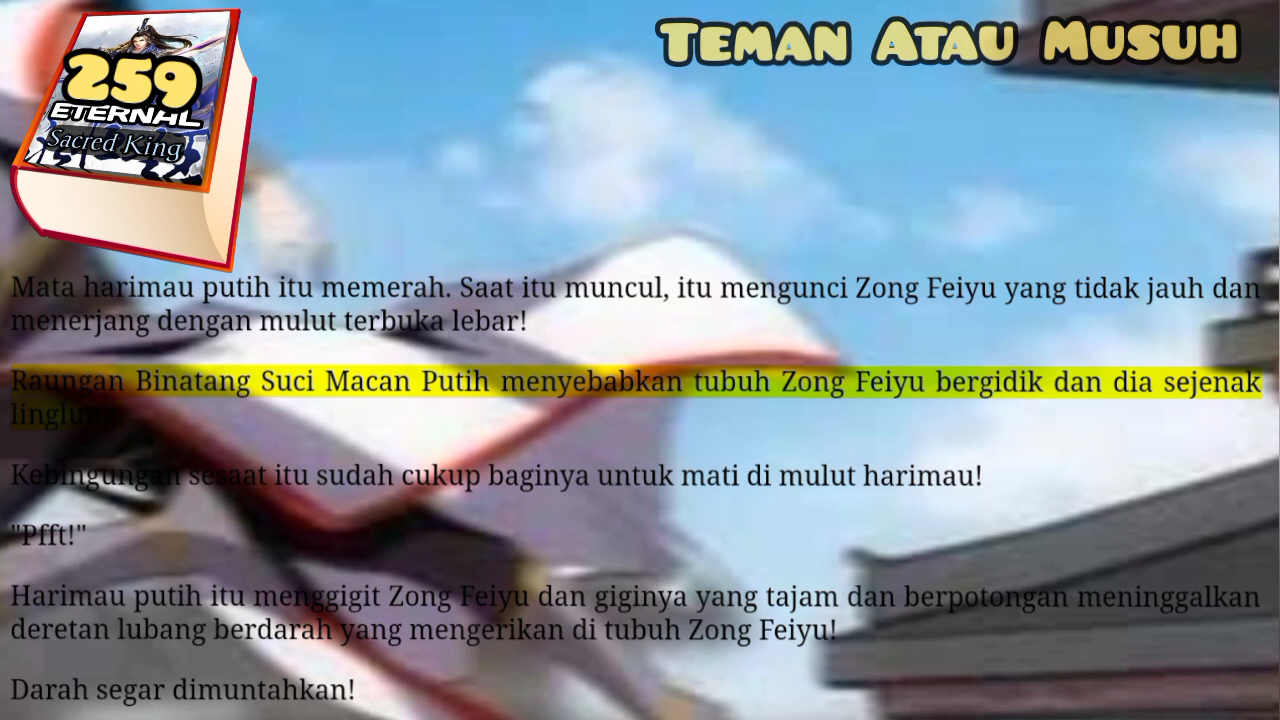 Teman Atau Musuh
259
ETERNAL
Sacred King
Mata harimau putih itu memerah. Saat itu muncul, itu mengunci Zong Feiyu yang tidak jauh dan
menerjang dengan mulut terbuka lebar!
Raungan Binatang Suci Macan Putih menyebabkan tubuh Zong Feiyu bergidik dan dia sejenak
linglung.
Kebingungan sesaat itu sudah cukup baginya untuk mati di mulut harimau!
"Pfft!"
Harimau putih itu menggigit Zong Feiyu dan giginya yang tajam dan berpotongan meninggalkan
deretan lubang berdarah yang mengerikan di tubuh Zong Feiyu!
Darah segar dimuntahkan!